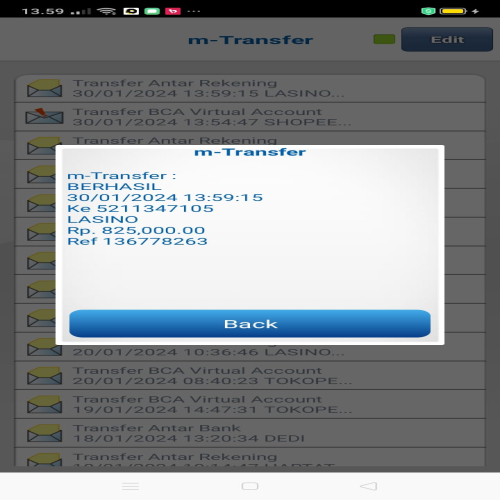 13.59
m-Transfer
Edit
Transfer Antar Rekening
30/01/2024 13:59:15 LASINO...
Transfer BCA Virtual Account
30/01/2024 13:54:47 SHOPEE...
Transfer Antar Rekening
m-Transfer
m-Transfer :
BERHASIL
30/01/2024 13:59:15
Ke 5211347105
LASINO
Rp. 825,000.00
Ref 136778263
Back
20/01/2024 10:36:46 LASINO...
Transfer BCA Virtual Account
20/01/2024 08:40:23 TOKOPE...
Transfer BCA Virtual Account
19/01/2024 14:47:31 TOKOPE...
Transfer Antar Bank
18/01/2024 13:20:34 DEDI
Transfer Antar Rekening